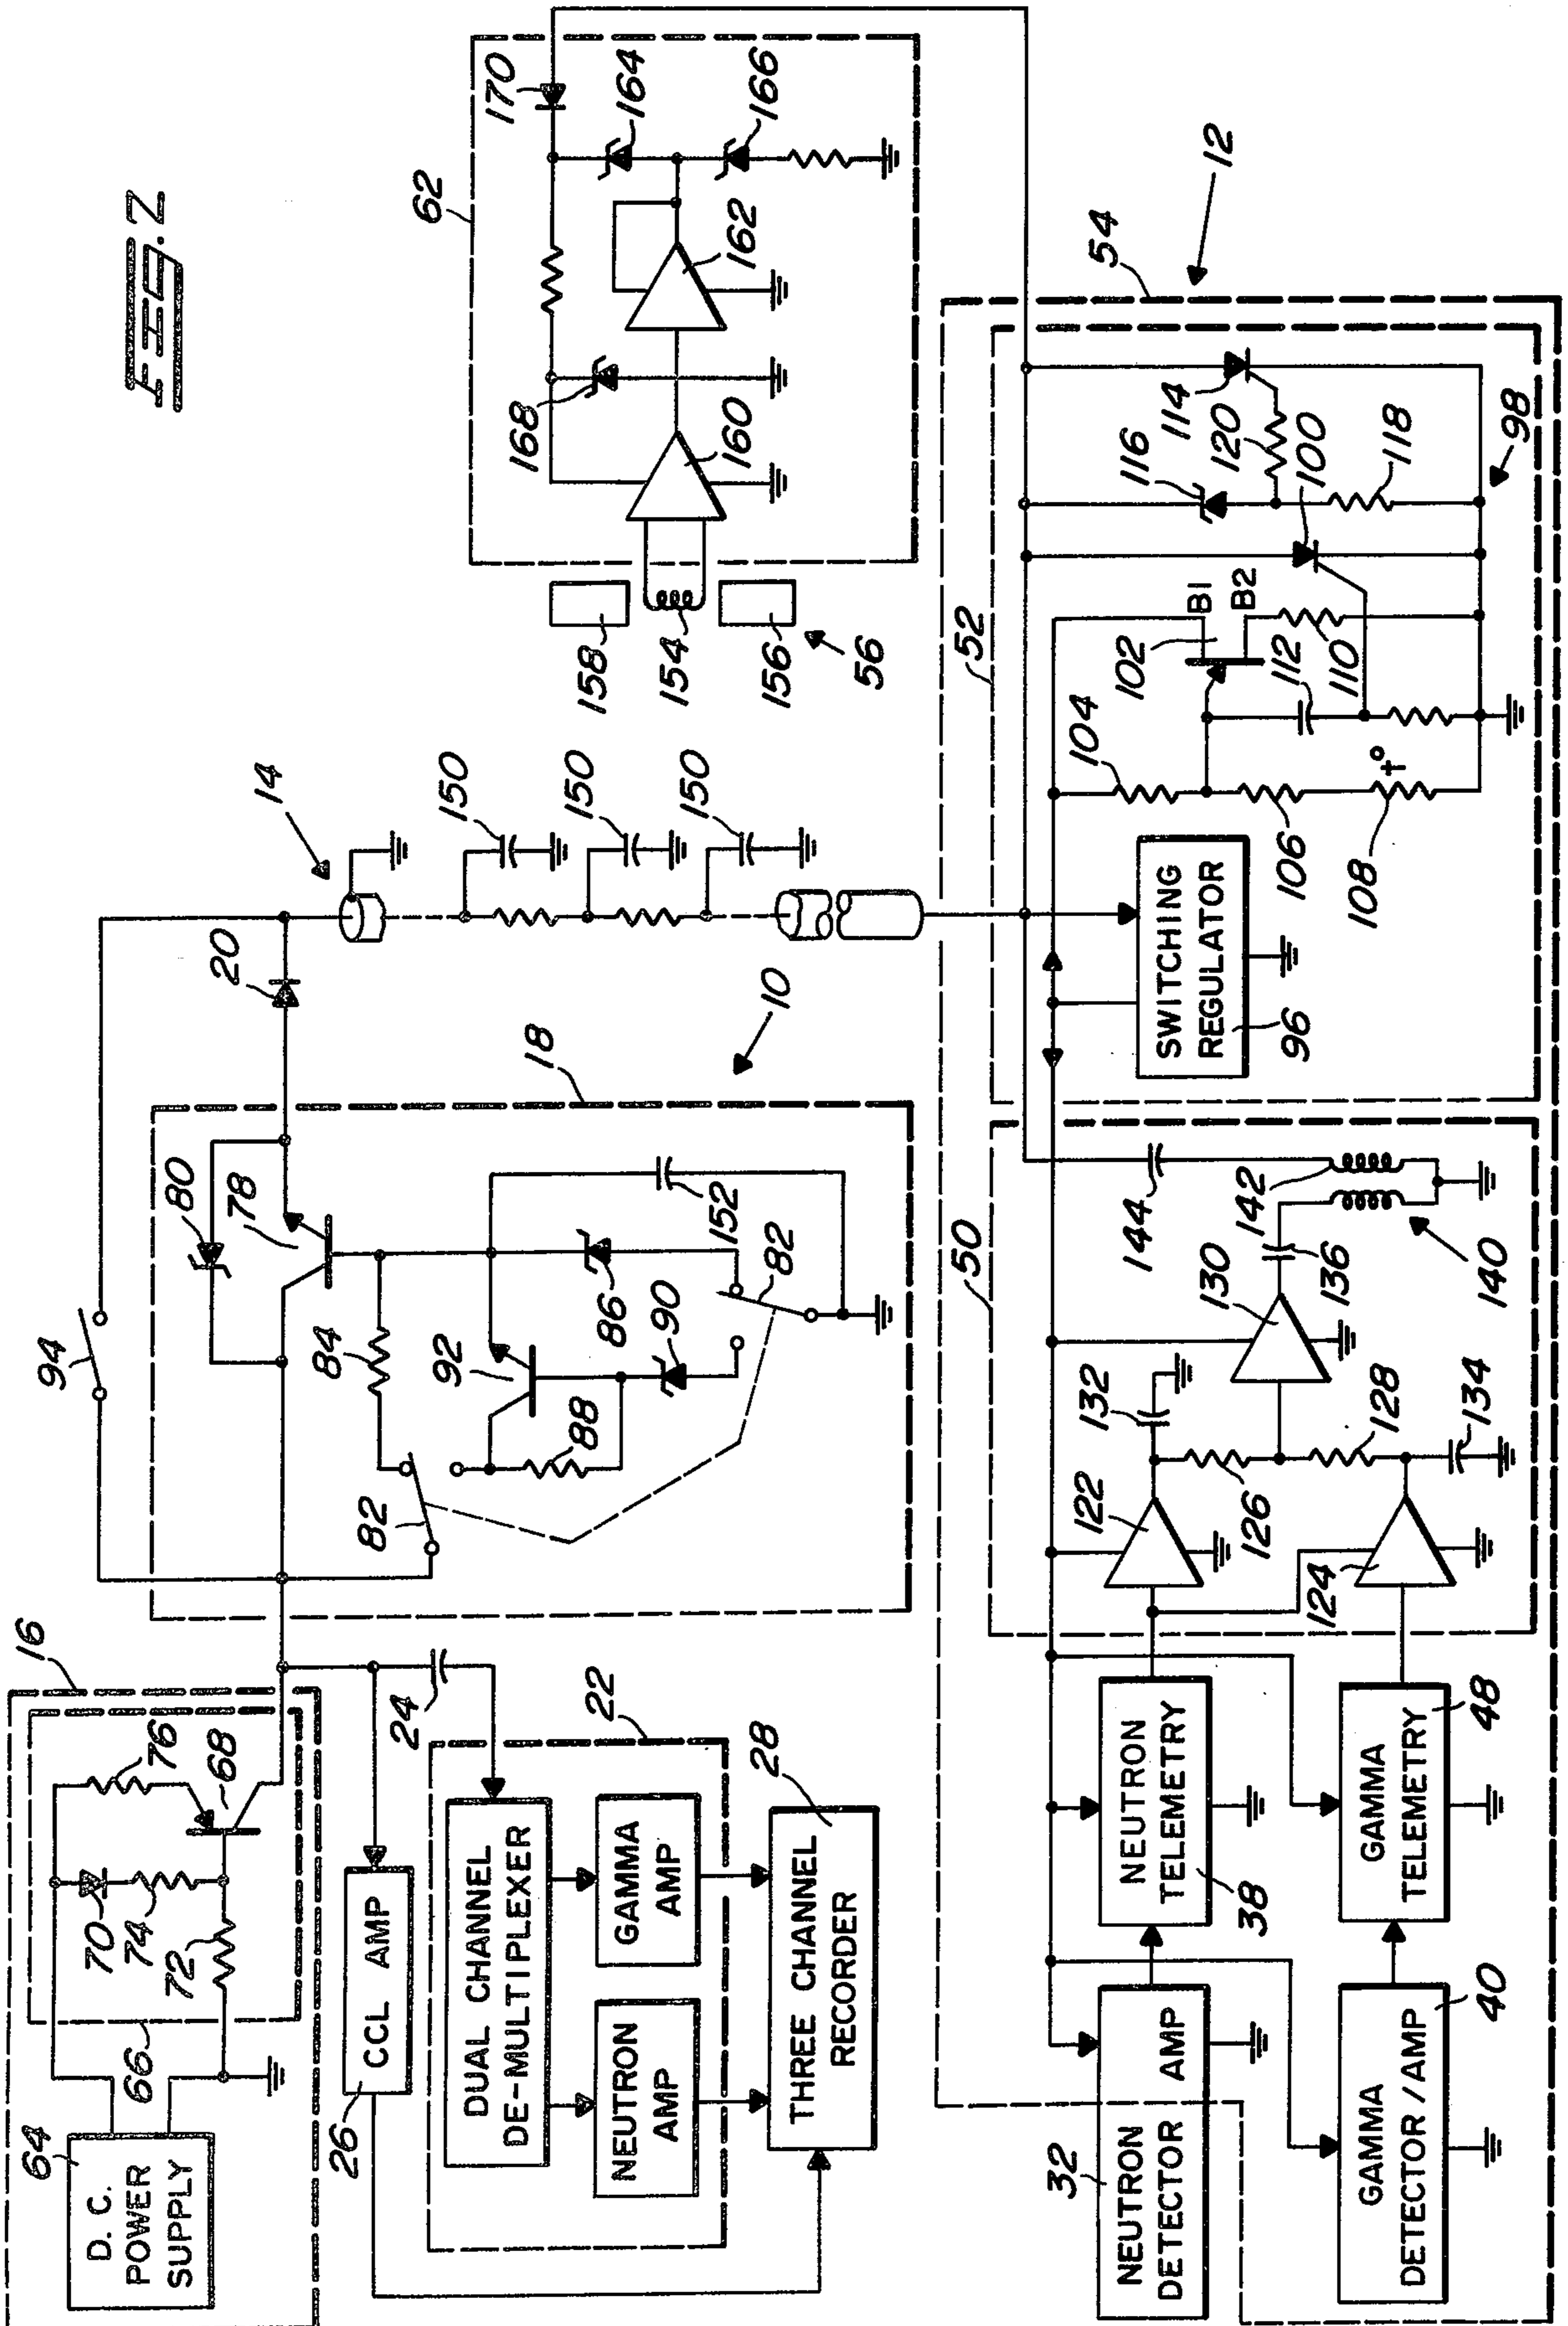 FIG. 2
16
64
D. C.
POWER
SUPPLY
66
70
74
72
76
68
94
18
80
78
84
82
92
88
86
90
82
152
20
10
14
150
150
150
24
26
CCL AMP
22
DUAL CHANNEL
DE-MULTIPLEXER
NEUTRON
AMP
GAMMA
AMP
28
THREE CHANNEL
RECORDER
62
170
164
166
162
168
160
158
154
156
56
12
54
52
SWITCHING
REGULATOR
96
104
106
108
t°
102
B1
B2
112
110
100
116
120
114
118
98
50
144
142
140
136
130
132
122
126
128
134
124
NEUTRON
TELEMETRY
38
GAMMA
TELEMETRY
48
32
NEUTRON
DETECTOR AMP
GAMMA
DETECTOR/AMP
40